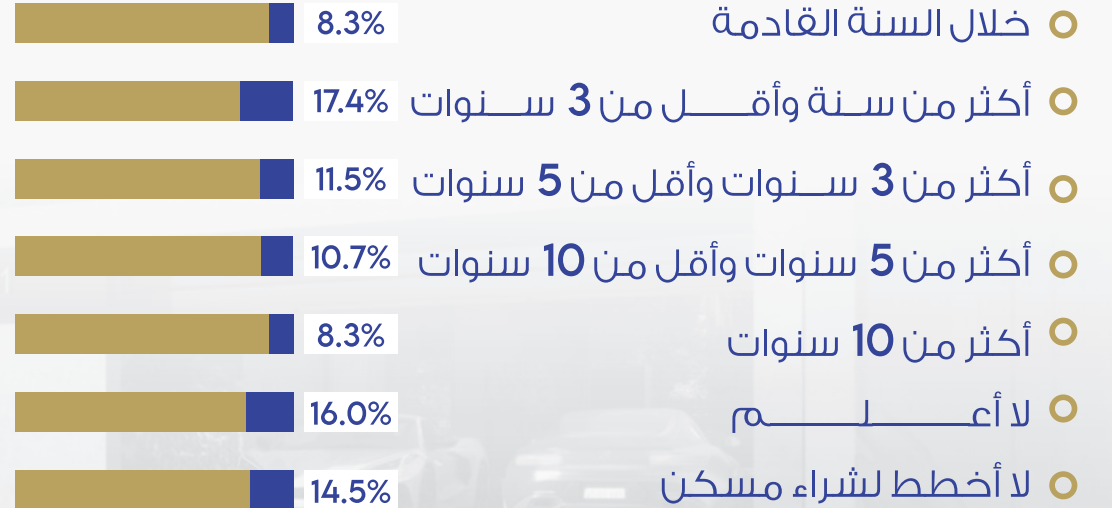 خلال السنة القادمة 8.3%
أكثر من سنة وأقل من 3 سنوات 17.4%
أكثر من 3 سنوات وأقل من 5 سنوات 11.5%
أكثر من 5 سنوات وأقل من 10 سنوات 10.7%
أكثر من 10 سنوات 8.3%
لا أعلم 16.0%
لا أخطط لشراء مسكن 14.5%